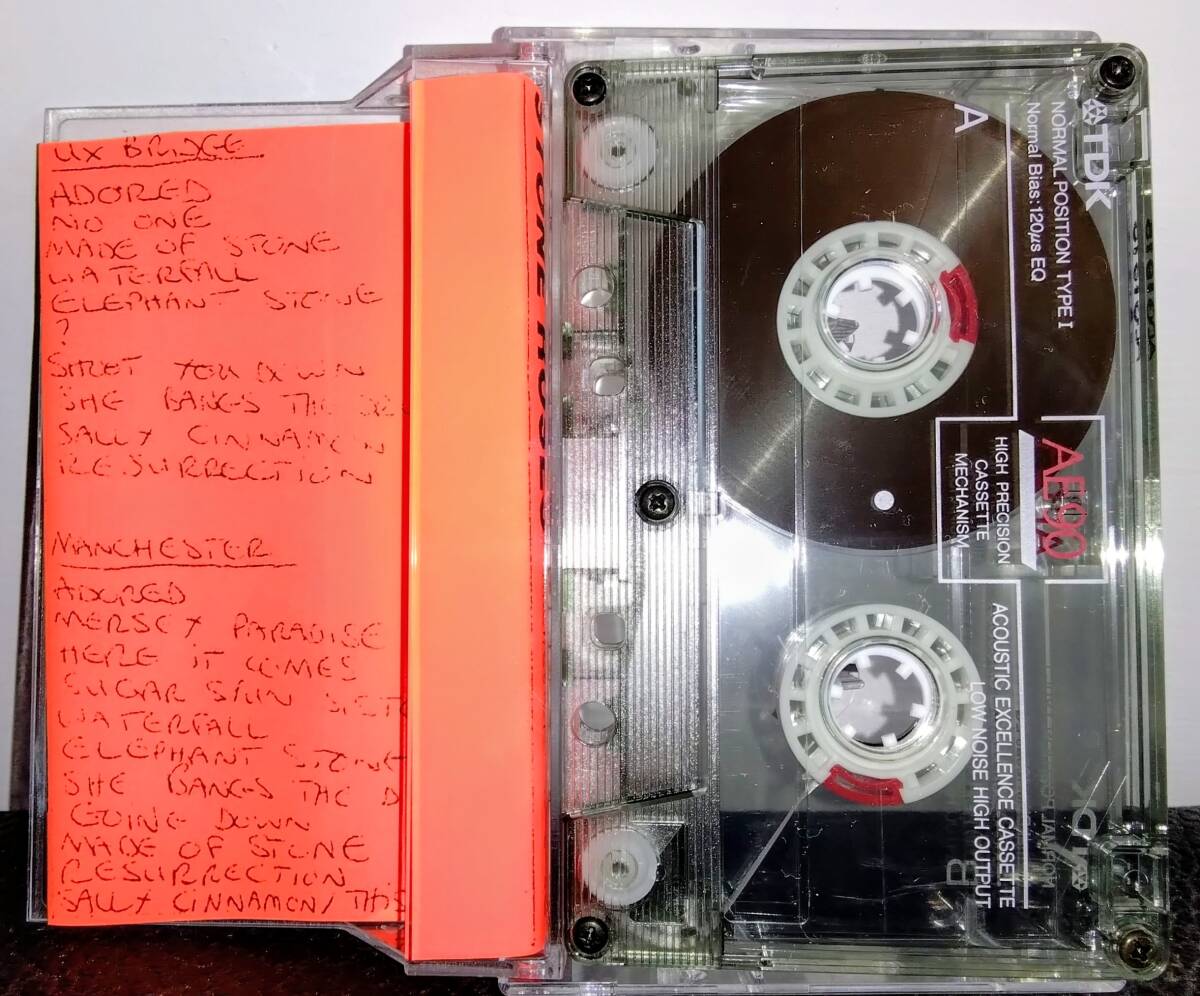 UX BRIDGE
ADORED
NO ONE
MADE OF STONE
WATERFALL
ELEPHANT STONE
?
SHOOT YOU DOWN
SHE BANGS THE
SALLY CINNAMON
RESURRECTION
MANCHESTER
ADORED
MERSEY PARADISE
HERE IT COMES
SUGAR SPUN SISTE
WATERFALL
ELEPHANT STONE
SHE BANGS THE D
GOING DOWN
MADE OF STONE
RESURRECTION
SALLY CINNAMON/ THIS
STONE ROSES
A
TDK
NORMAL POSITION TYPE I
Normal Bias: 120µs EQ
AE90
HIGH PRECISION
CASSETTE
MECHANISM
ACOUSTIC EXCELLENCE CASSETTE
LOW NOISE HIGH OUTPUT
B
TDK